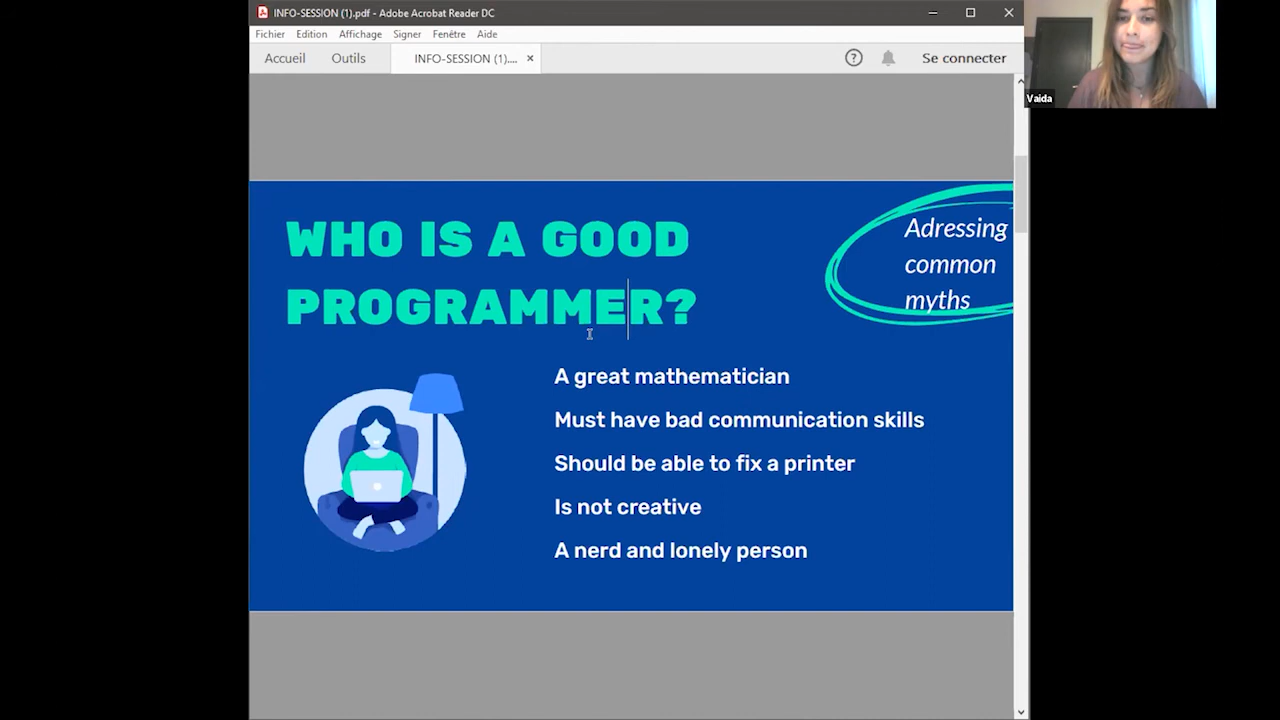 INFO-SESSION (1).pdf - Adobe Acrobat Reader DC
Fichier Edition Affichage Signer Fenêtre Aide
Accueil Outils INFO-SESSION (1).... × ? Se connecter
Vaida
WHO IS A GOOD
PROGRAMMER?
Adressing
common
myths
A great mathematician
Must have bad communication skills
Should be able to fix a printer
Is not creative
A nerd and lonely person